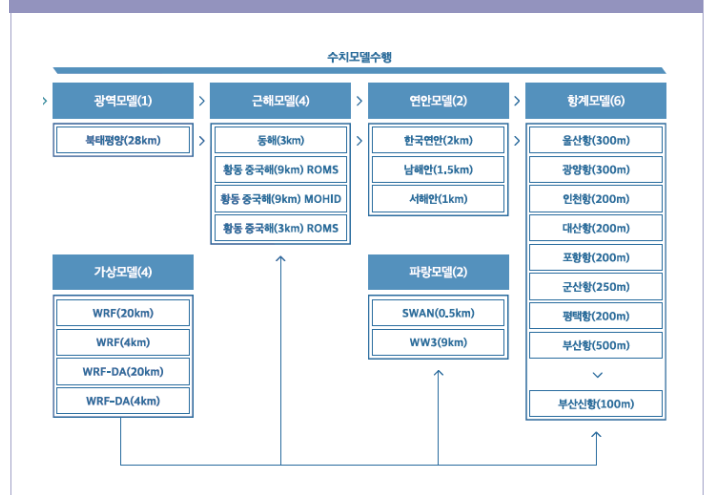 수치모델수행
광역모델(1)
북태평양(28km)
근해모델(4)
동해(3km)
황동 중국해(9km) ROMS
황동 중국해(9km) MOHID
황동 중국해(3km) ROMS
연안모델(2)
한국연안(2km)
남해안(1.5km)
서해안(1km)
항계모델(6)
울산항(300m)
광양항(300m)
인천항(200m)
대산항(200m)
포항항(200m)
군산항(250m)
평택항(200m)
부산항(500m)
부산신항(100m)
가상모델(4)
WRF(20km)
WRF(4km)
WRF-DA(20km)
WRF-DA(4km)
파랑모델(2)
SWAN(0.5km)
WW3(9km)